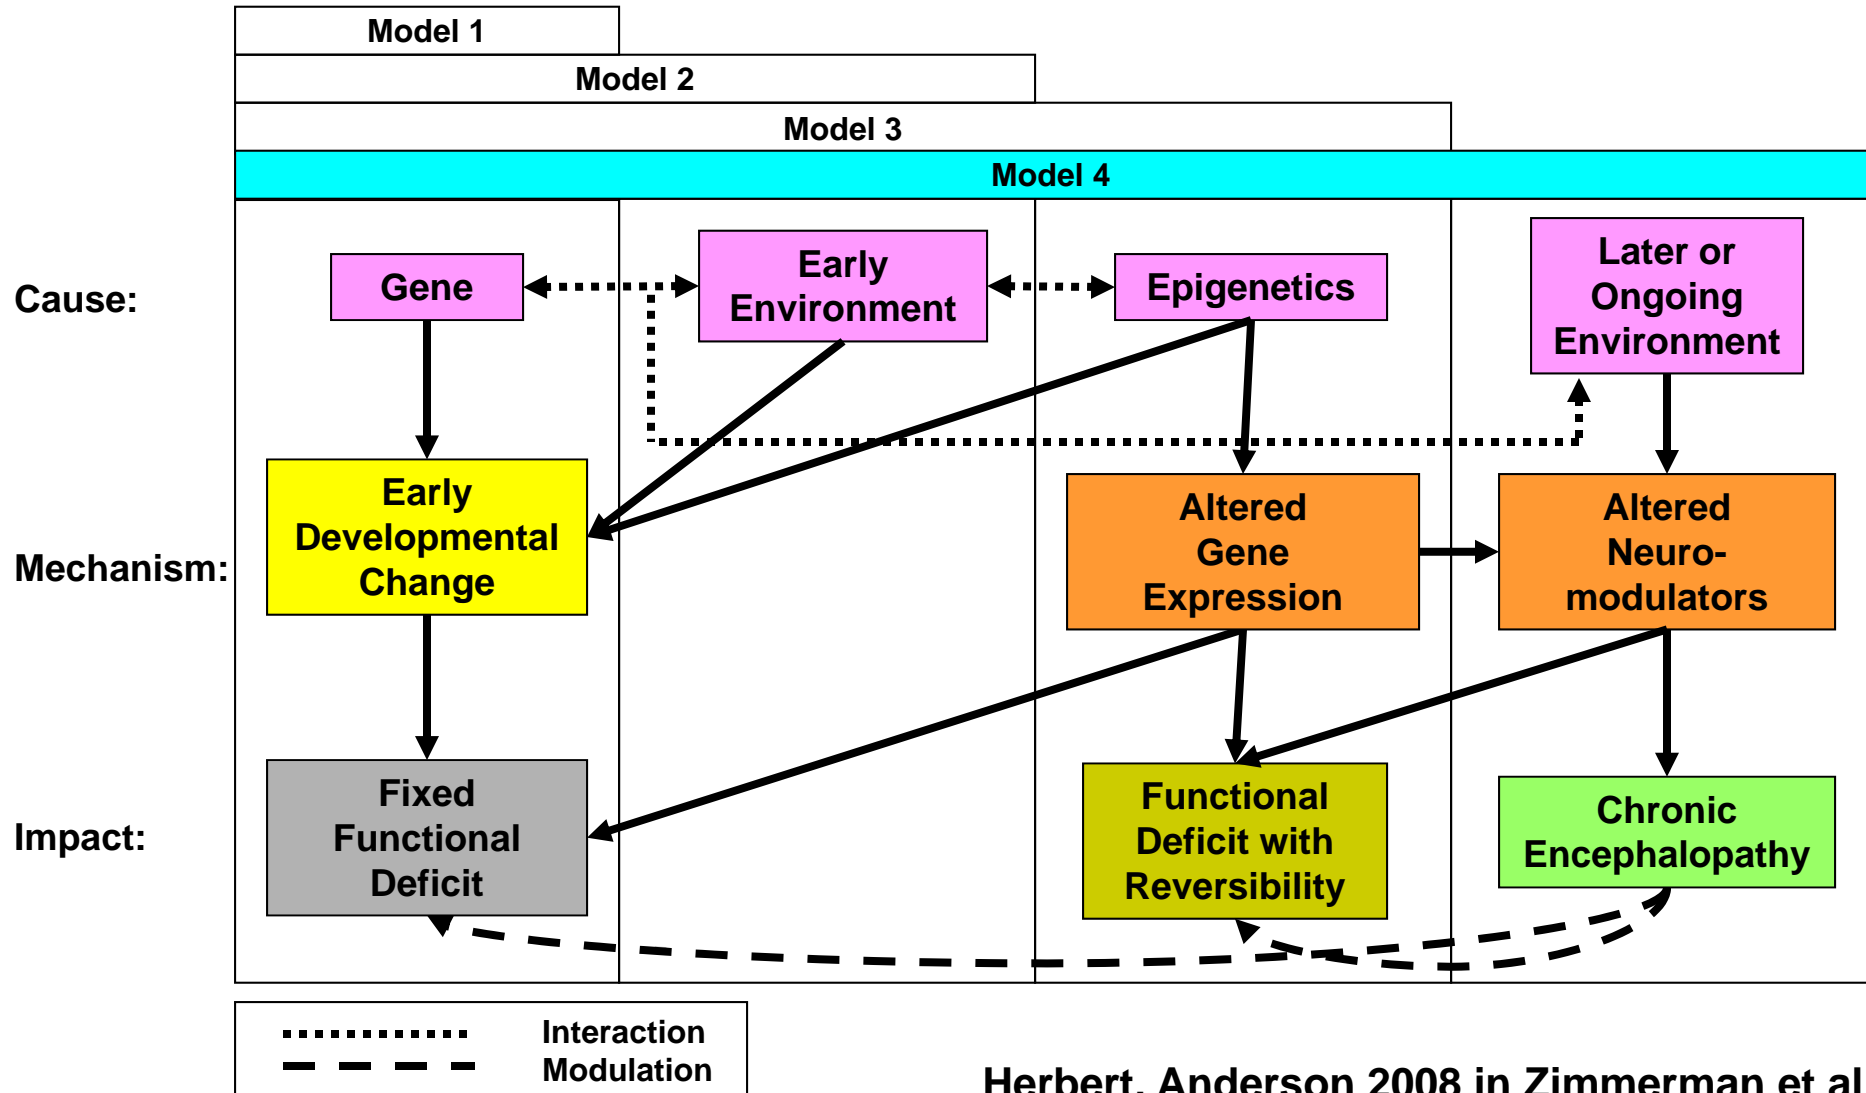 Model 1
Model 2
Model 3
Model 4
Cause:
Gene
Early
Environment
Epigenetics
Later or
Ongoing
Environment
Mechanism:
Early
Developmental
Change
Altered
Gene
Expression
Altered
Neuro-
modulators
Impact:
Fixed
Functional
Deficit
Functional
Deficit with
Reversibility
Chronic
Encephalopathy
Interaction
Modulation
Herbert, Anderson 2008 in Zimmerman et al